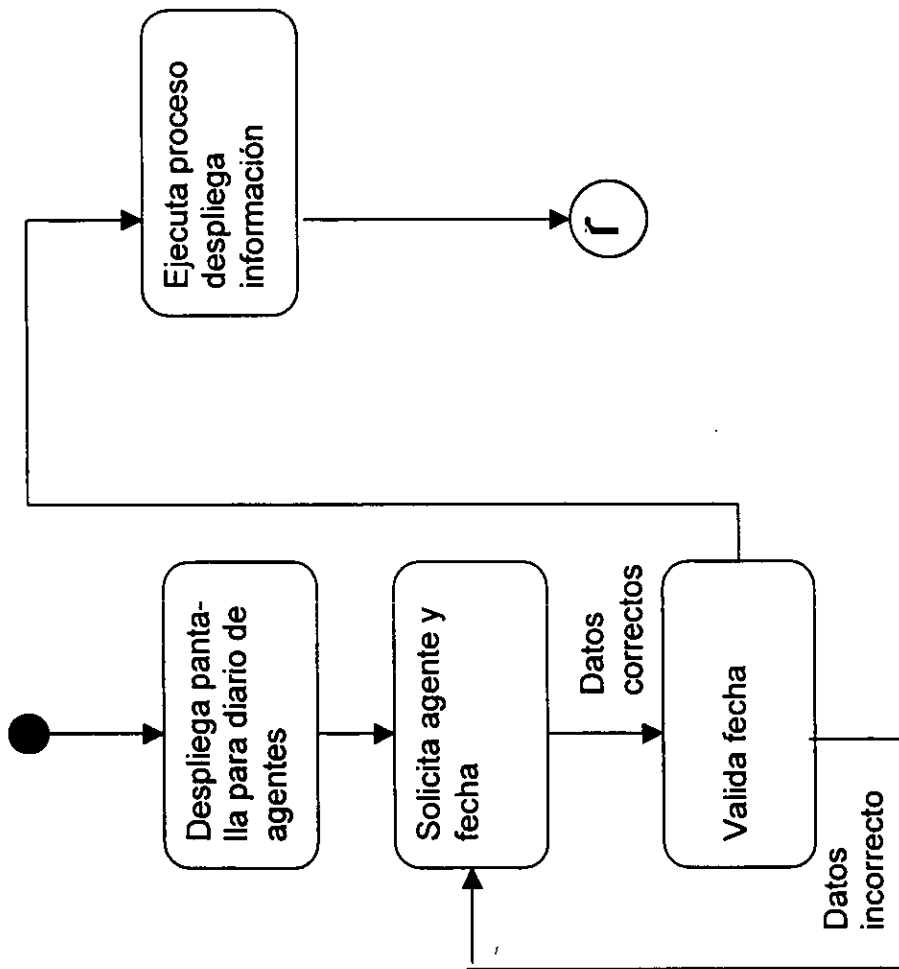 Despliega panta-
lla para diario de
agentes
Solicita agente y
fecha
Datos
correctos
Valida fecha
Datos
incorrecto
Ejecuta proceso
despliega
información
r